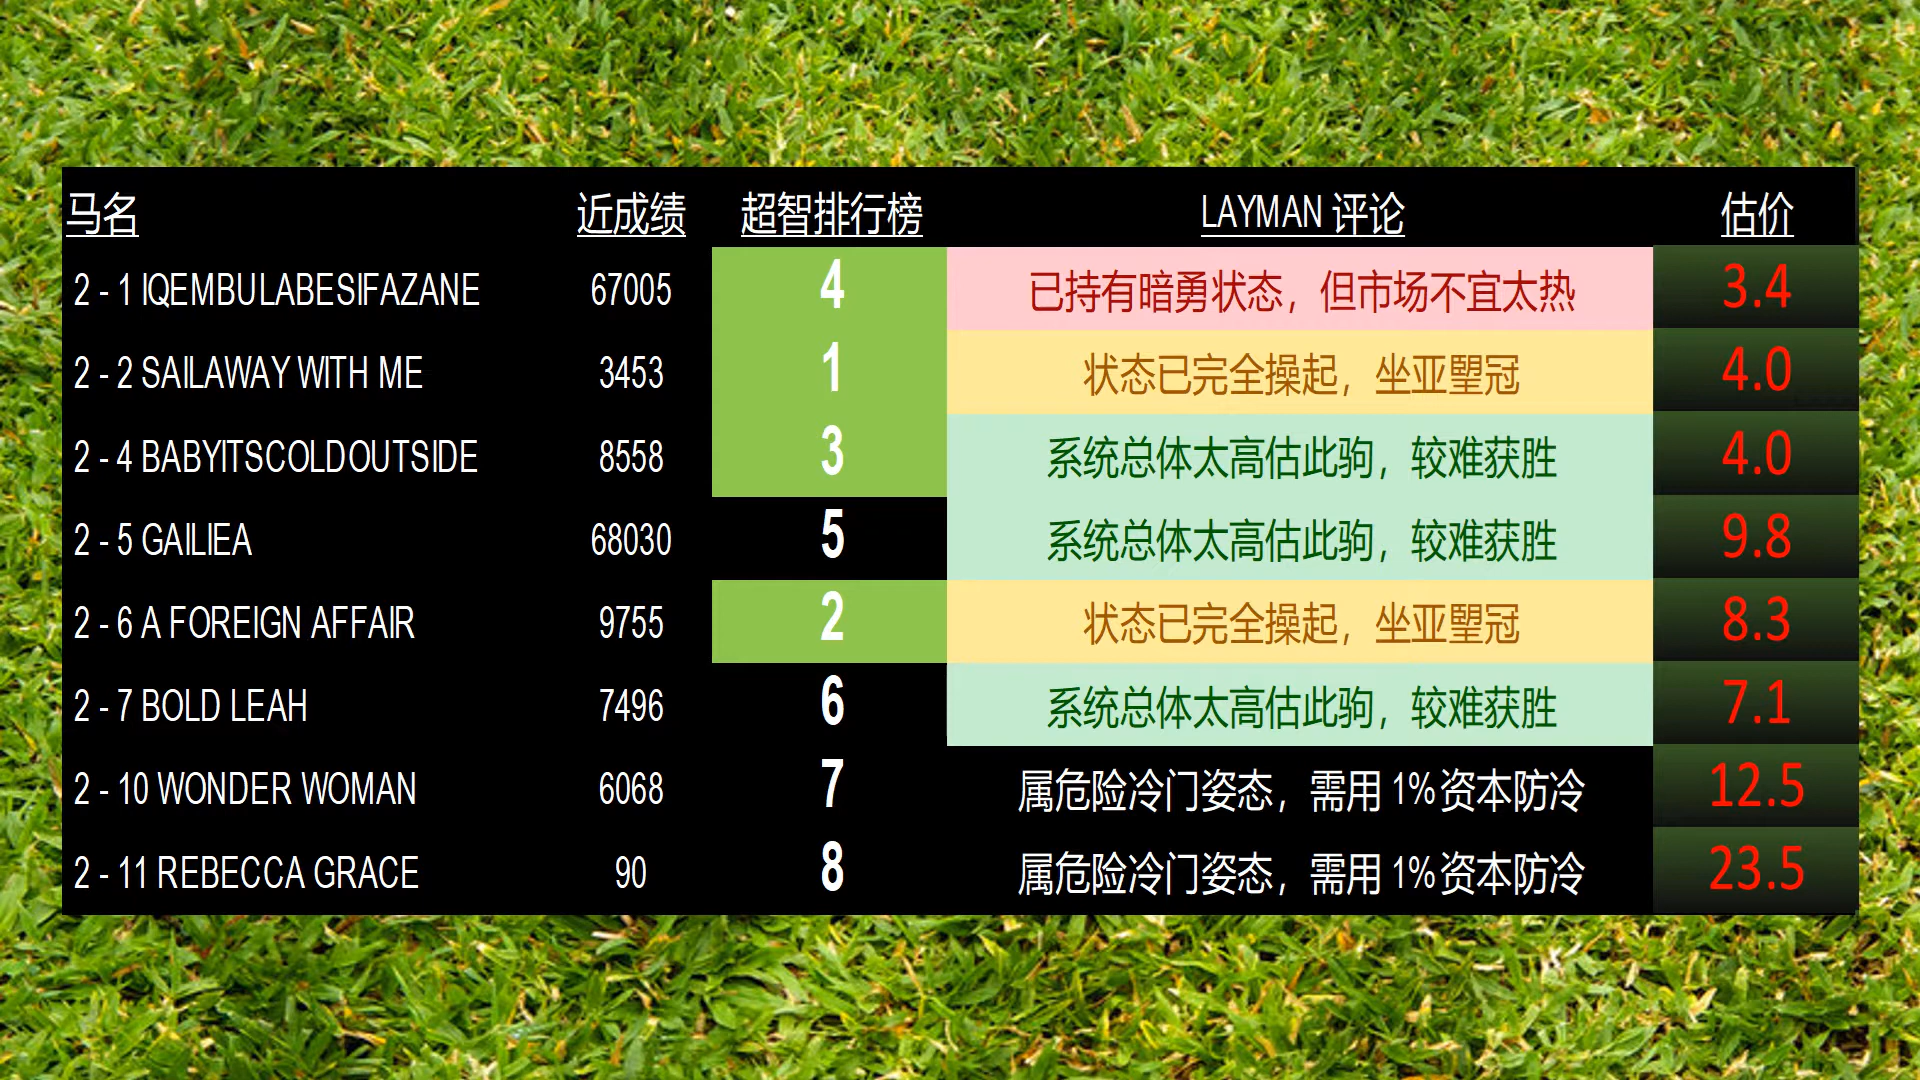 马名 近成绩 超智排行榜 LAYMAN 评论 估价
2 - 1 IQEMBULABESIFAZANE 67005 4 已持有暗勇状态，但市场不宜太热 3.4
2 - 2 SAILAWAY WITH ME 3453 1 状态已完全操起，坐亚朢冠 4.0
2 - 4 BABYITSCOLDOUTSIDE 8558 3 系统总体太高估此驹，较难获胜 4.0
2 - 5 GAILIEA 68030 5 系统总体太高估此驹，较难获胜 9.8
2 - 6 A FOREIGN AFFAIR 9755 2 状态已完全操起，坐亚朢冠 8.3
2 - 7 BOLD LEAH 7496 6 系统总体太高估此驹，较难获胜 7.1
2 - 10 WONDER WOMAN 6068 7 属危险冷门姿态，需用 1% 资本防冷 12.5
2 - 11 REBECCA GRACE 90 8 属危险冷门姿态，需用 1% 资本防冷 23.5